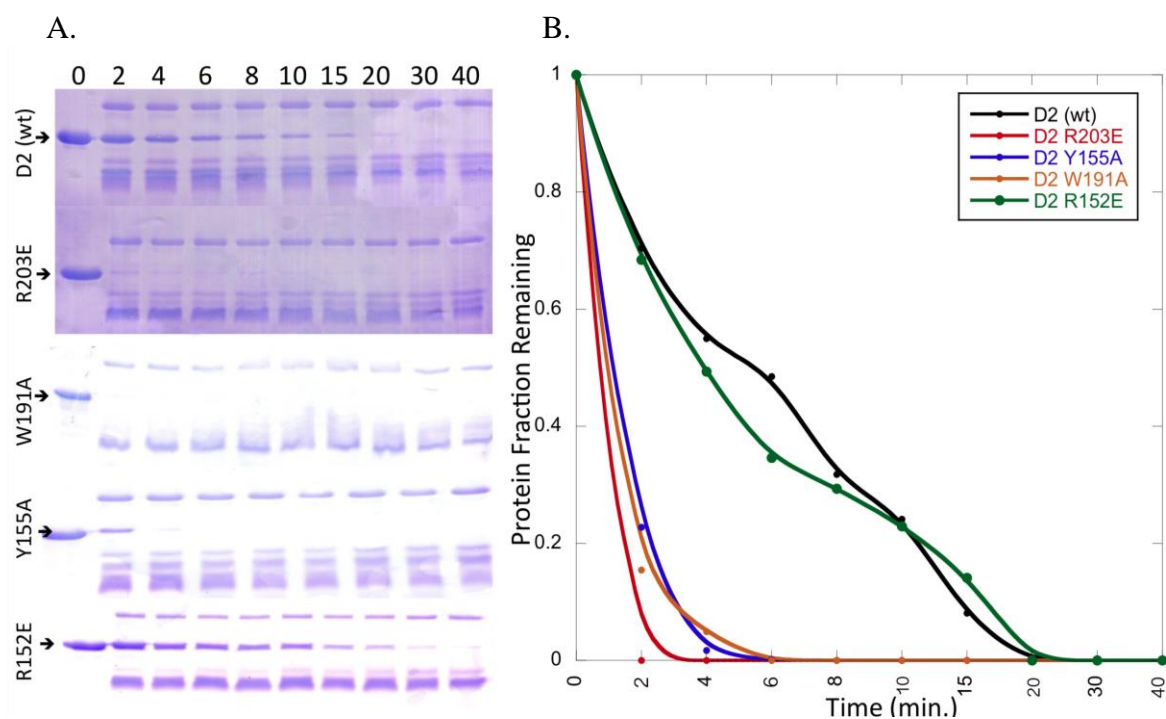 A.
B.
0 2 4 6 8 10 15 20 30 40
D2 (wt)
R203E
W191A
Y155A
R152E
1
0.8
0.6
0.4
0.2
0
Protein Fraction Remaining
D2 (wt)
D2 R203E
D2 Y155A
D2 W191A
D2 R152E
0 2 4 6 8 10 15 20 30 40
Time (min.)